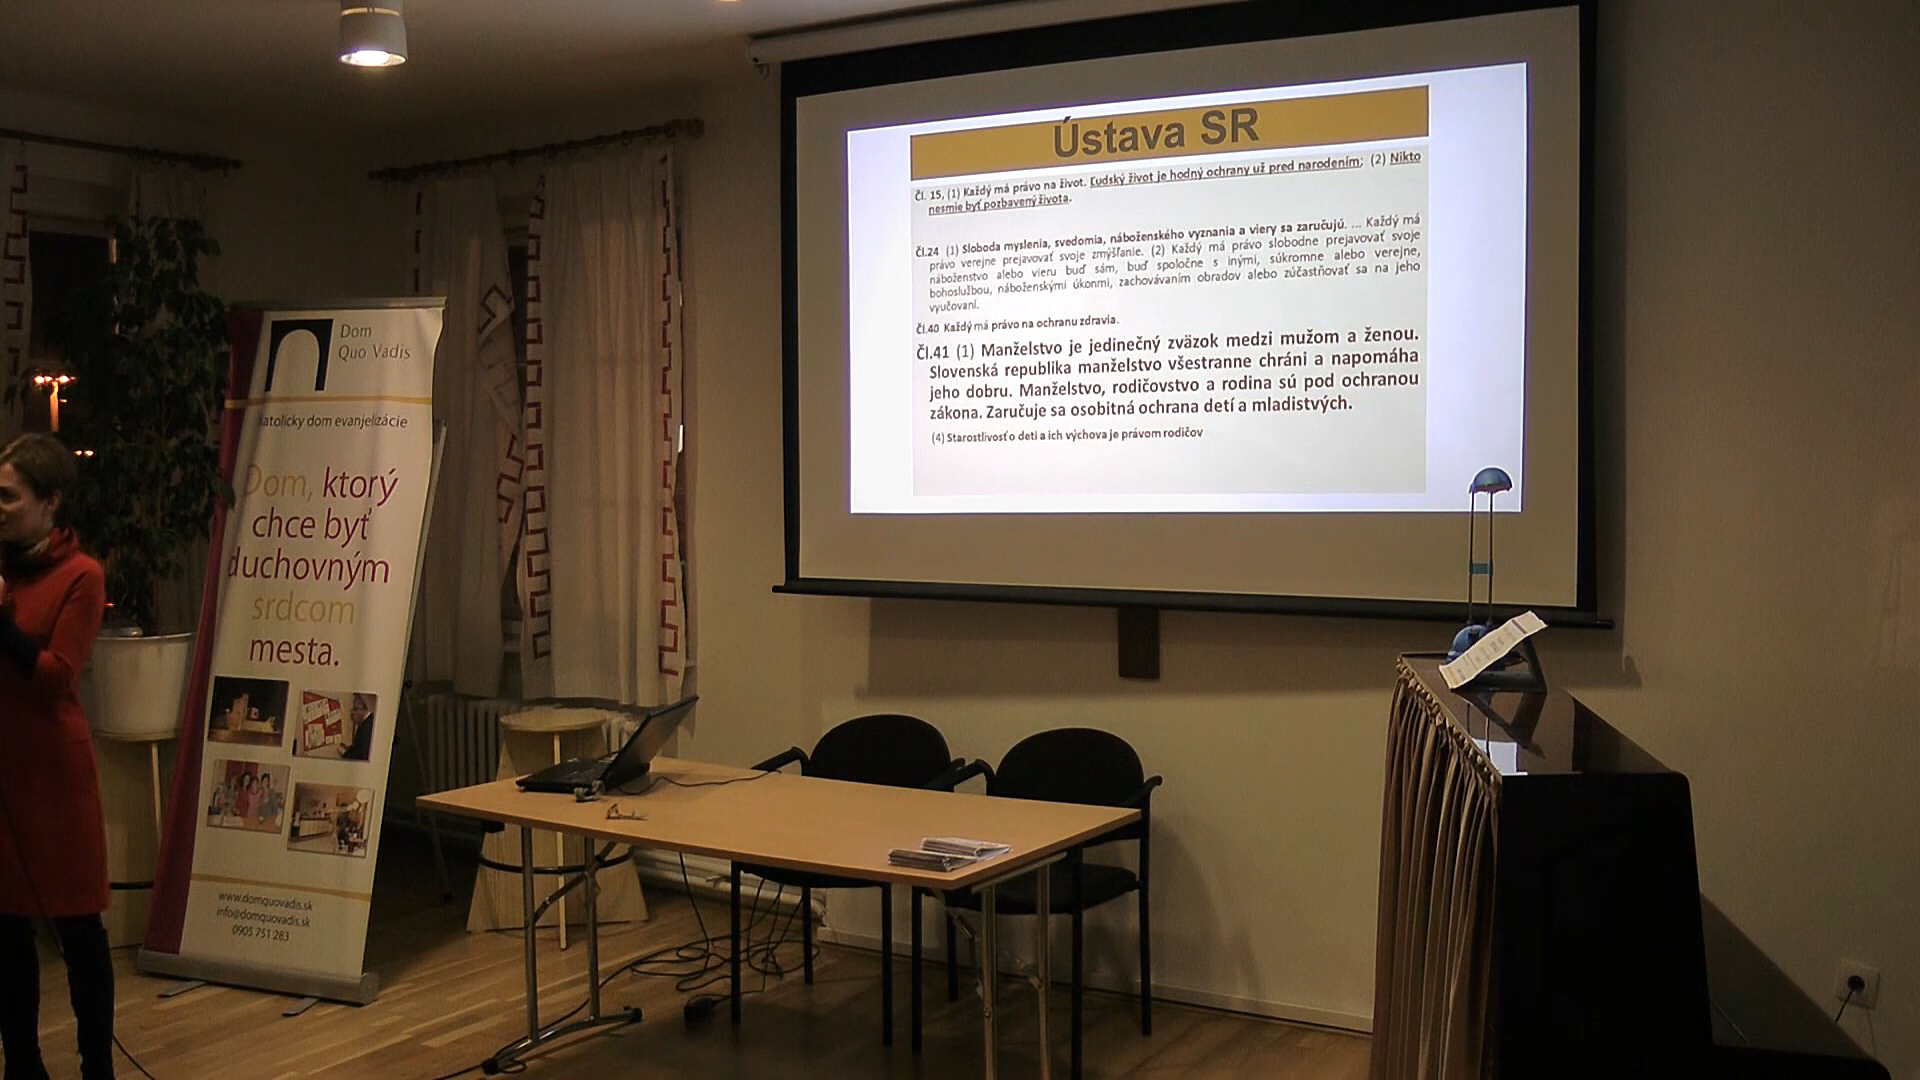 Ústava SR
Čl. 15, (1) Každý má právo na život. Ľudský život je hodný ochrany už pred narodením; (2) Nikto
nesmie byť pozbavený života.
Čl.24 (1) Sloboda myslenia, svedomia, náboženského vyznania a viery sa zaručujú. ... Každý má
právo verejne prejavovať svoje zmýšľanie. (2) Každý má právo slobodne prejavovať svoje
náboženstvo alebo vieru buď sám, buď spoločne s inými, súkromne alebo verejne,
bohoslužbou, náboženskými úkonmi, zachovávaním obradov alebo zúčastňovať sa na jeho
vyučovaní.
Čl.40 Každý má právo na ochranu zdravia.
Čl.41 (1) Manželstvo je jedinečný zväzok medzi mužom a ženou.
Slovenská republika manželstvo všestranne chráni a napomáha
jeho dobru. Manželstvo, rodičovstvo a rodina sú pod ochranou
zákona. Zaručuje sa osobitná ochrana detí a mladistvých.
(4) Starostlivosť o deti a ich výchova je právom rodičov
Dom
Quo Vadis
katolícky dom evanjelizácie
Dom, ktorý
chce byť
duchovným
srdcom
mesta.
www.domquovadis.sk
info@domquovadis.sk
0905 751 283